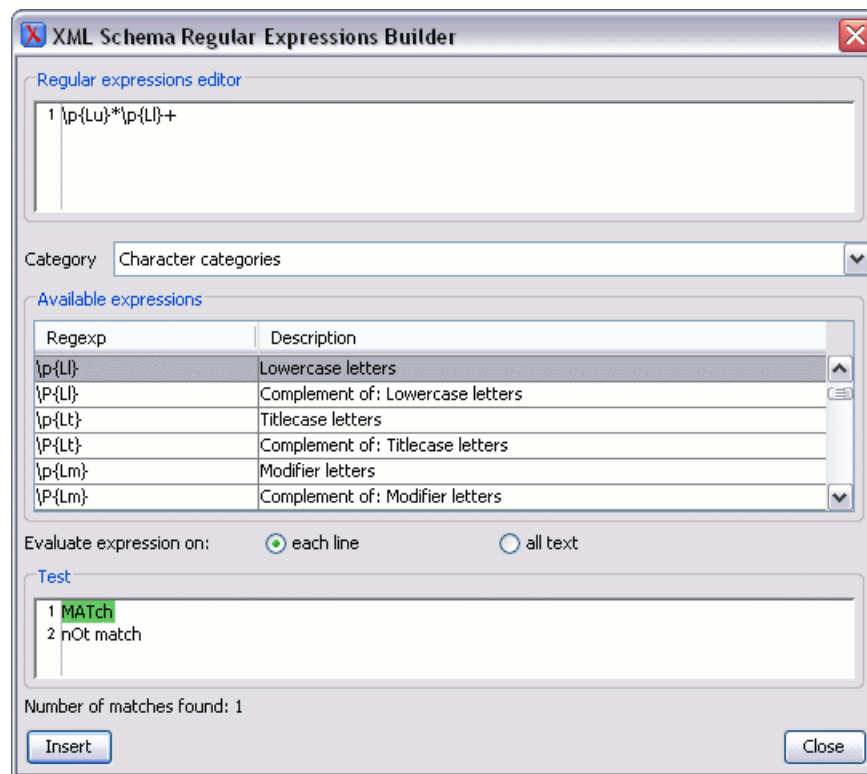 XML Schema Regular Expressions Builder
Regular expressions editor
1 \p{Lu}*\p{Ll}+
Category Character categories
Available expressions
Regexp Description
\p{Ll} Lowercase letters
\P{Ll} Complement of: Lowercase letters
\p{Lt} Titlecase letters
\P{Lt} Complement of: Titlecase letters
\p{Lm} Modifier letters
\P{Lm} Complement of: Modifier letters
Evaluate expression on: each line all text
Test
1 MATch
2 nOt match
Number of matches found: 1
Insert Close